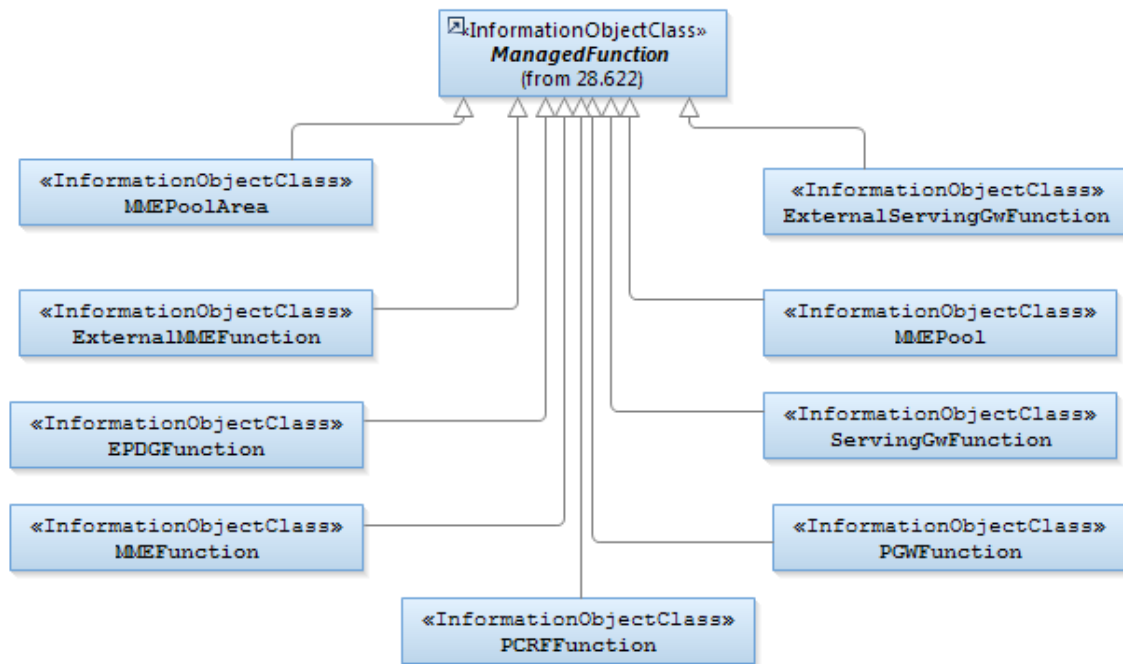 «InformationObjectClass»
ManagedFunction
(from 28.622)
«InformationObjectClass»
MMEPoolArea
«InformationObjectClass»
ExternalServingGwFunction
«InformationObjectClass»
ExternalMMEFunction
«InformationObjectClass»
MMEPool
«InformationObjectClass»
EPDGFunction
«InformationObjectClass»
ServingGwFunction
«InformationObjectClass»
MMEFunction
«InformationObjectClass»
PGWFunction
«InformationObjectClass»
PCRFFunction